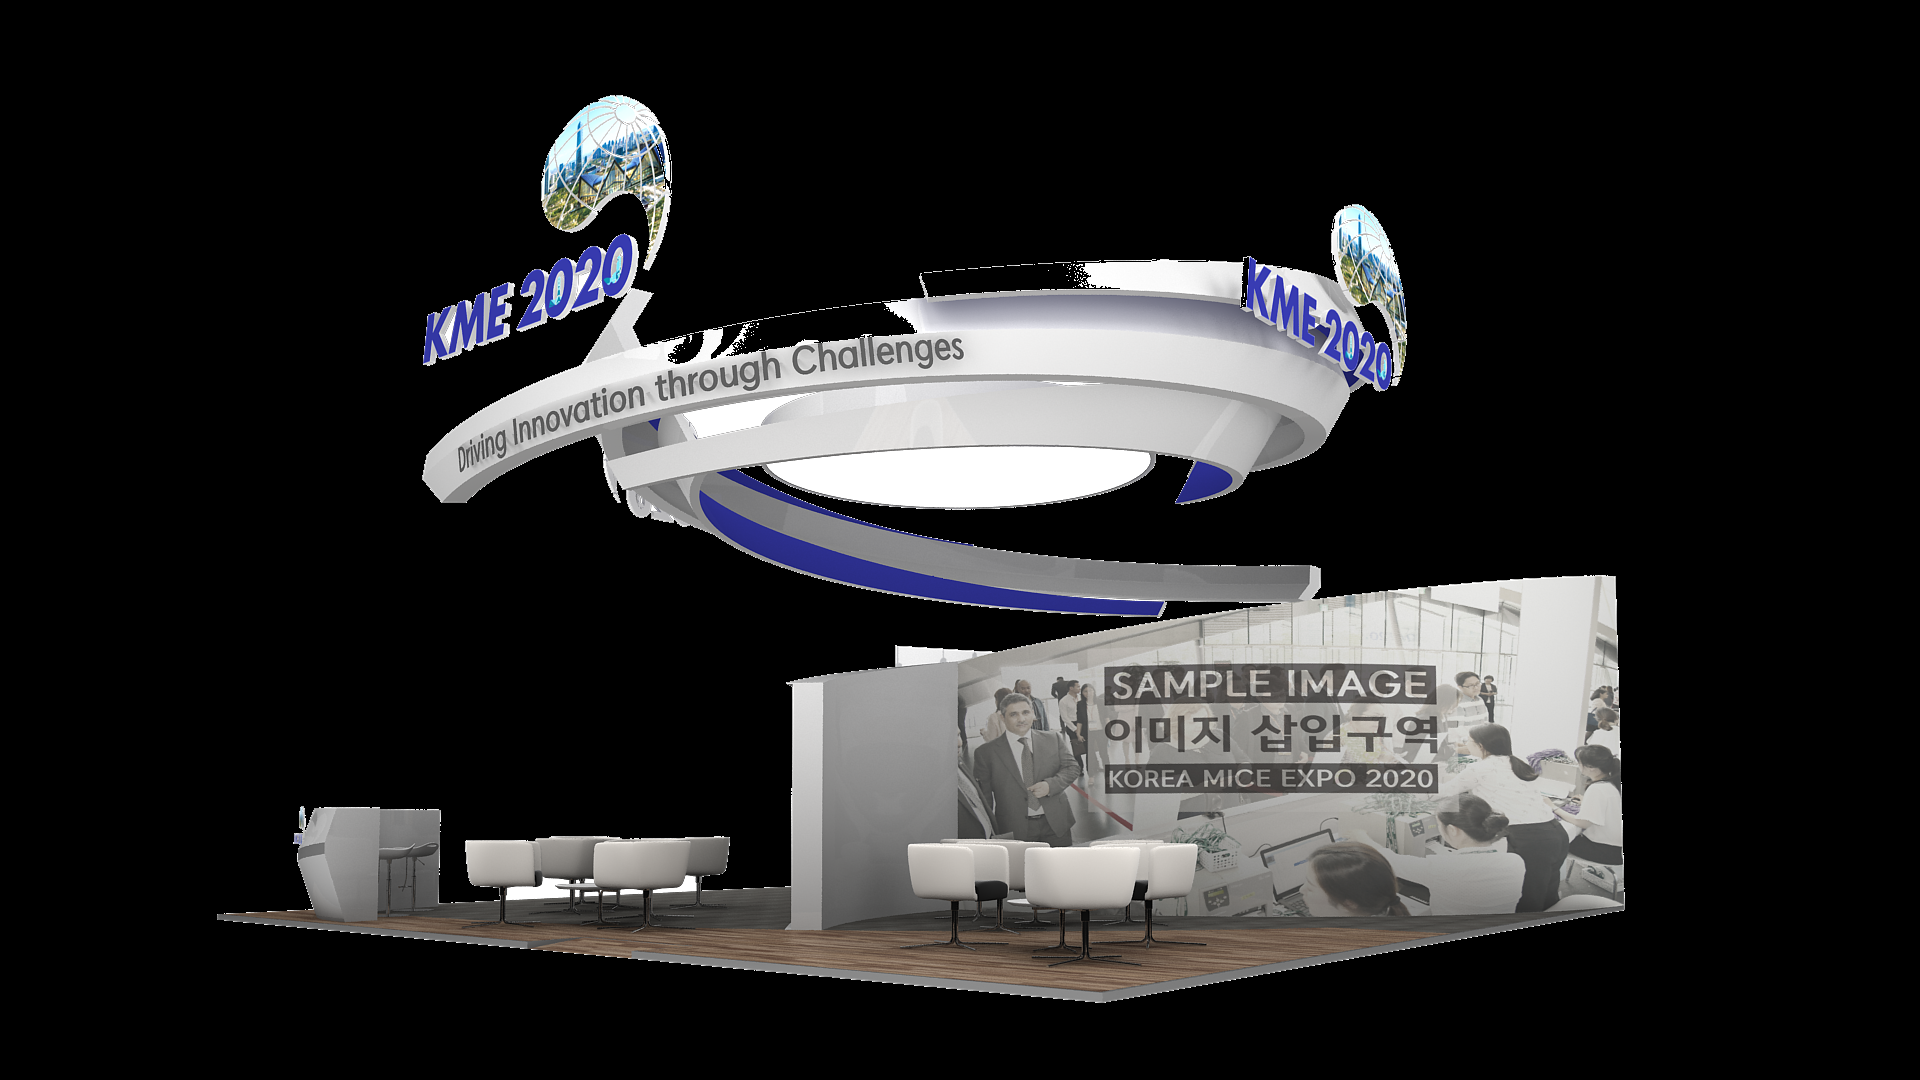 KME 2020
KME 2020
Driving Innovation through Challenges
SAMPLE IMAGE
이미지 삽입구역
KOREA MICE EXPO 2020